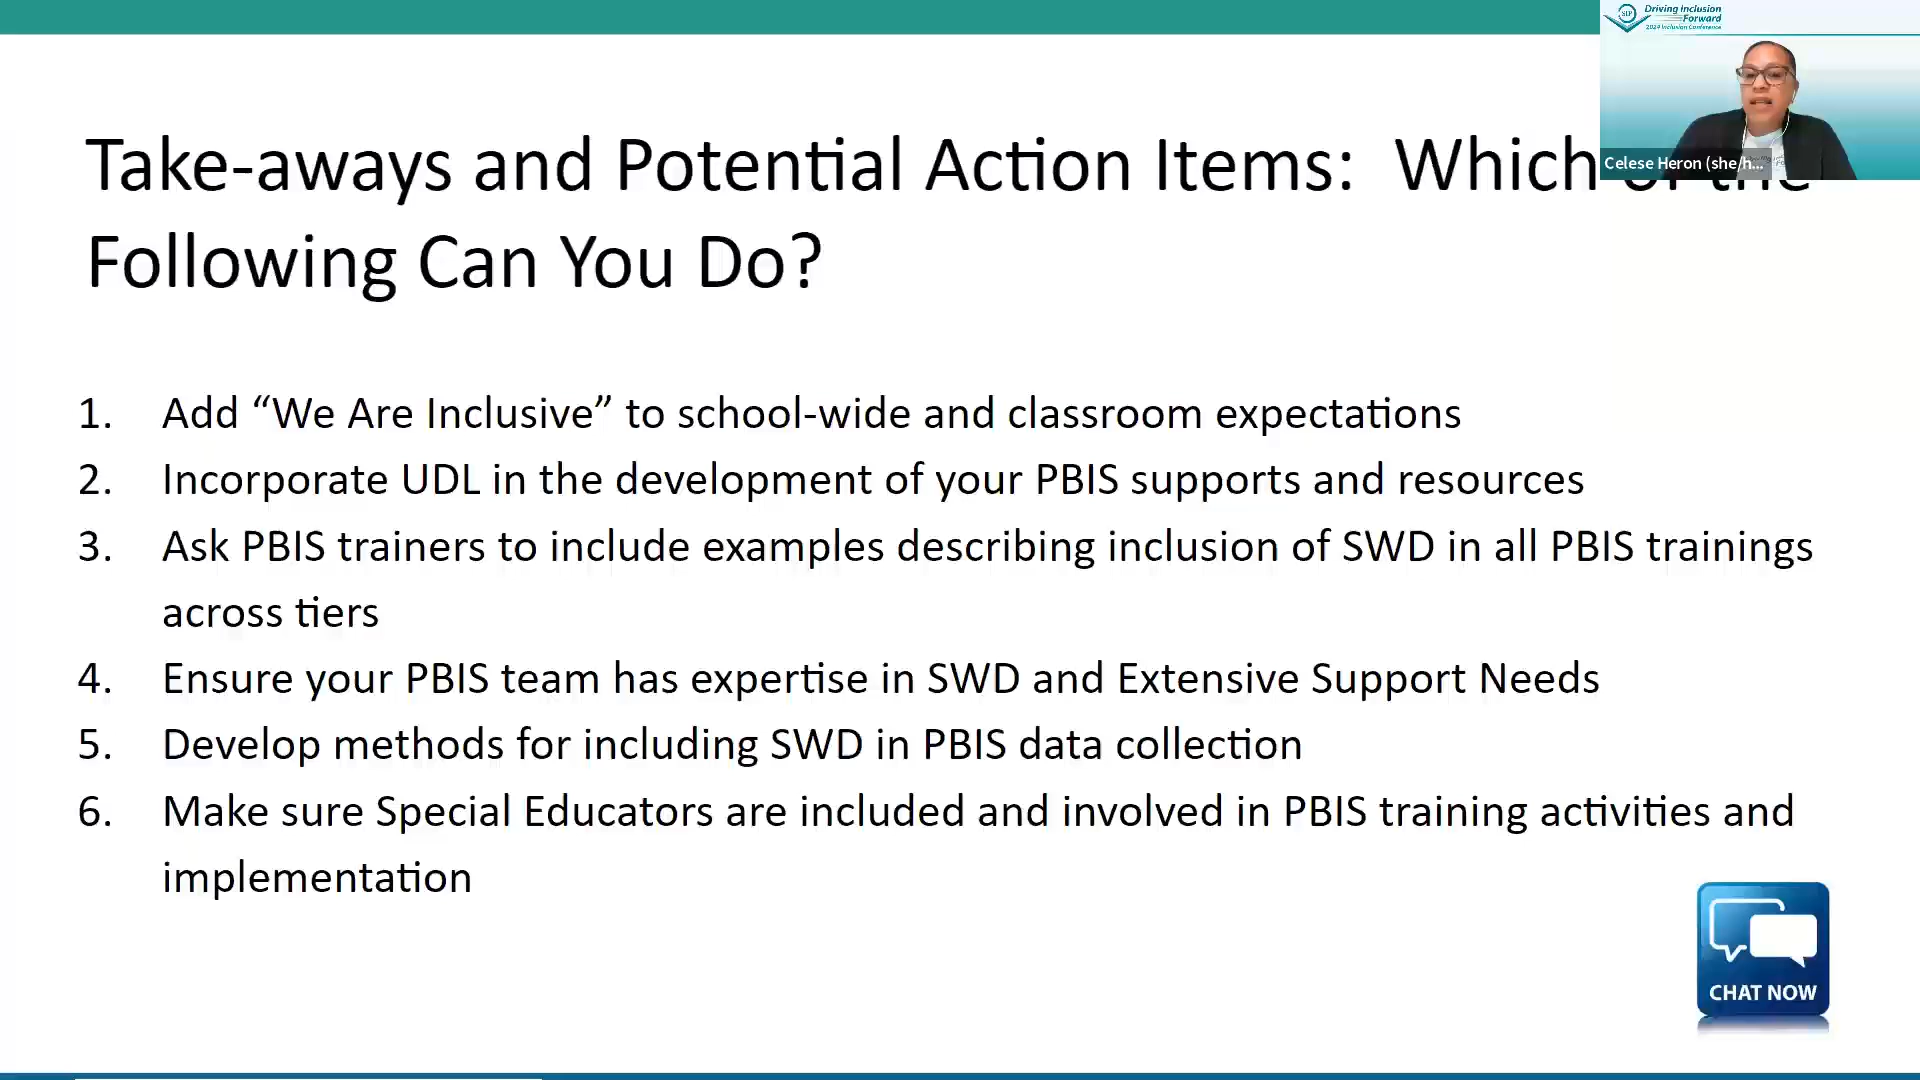 Driving Inclusion
Forward
2024 Inclusion Conference
SIP
Celese Heron (she/h...
Take-aways and Potential Action Items: Which of the
Following Can You Do?
1. Add “We Are Inclusive” to school-wide and classroom expectations
2. Incorporate UDL in the development of your PBIS supports and resources
3. Ask PBIS trainers to include examples describing inclusion of SWD in all PBIS trainings
across tiers
4. Ensure your PBIS team has expertise in SWD and Extensive Support Needs
5. Develop methods for including SWD in PBIS data collection
6. Make sure Special Educators are included and involved in PBIS training activities and
implementation
CHAT NOW